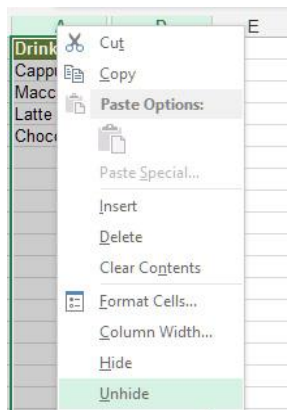 E
Drink
Cut
Capp
Copy
Macc
Paste Options:
Latte
Choc
Paste Special...
Insert
Delete
Clear Contents
Format Cells...
Column Width...
Hide
Unhide